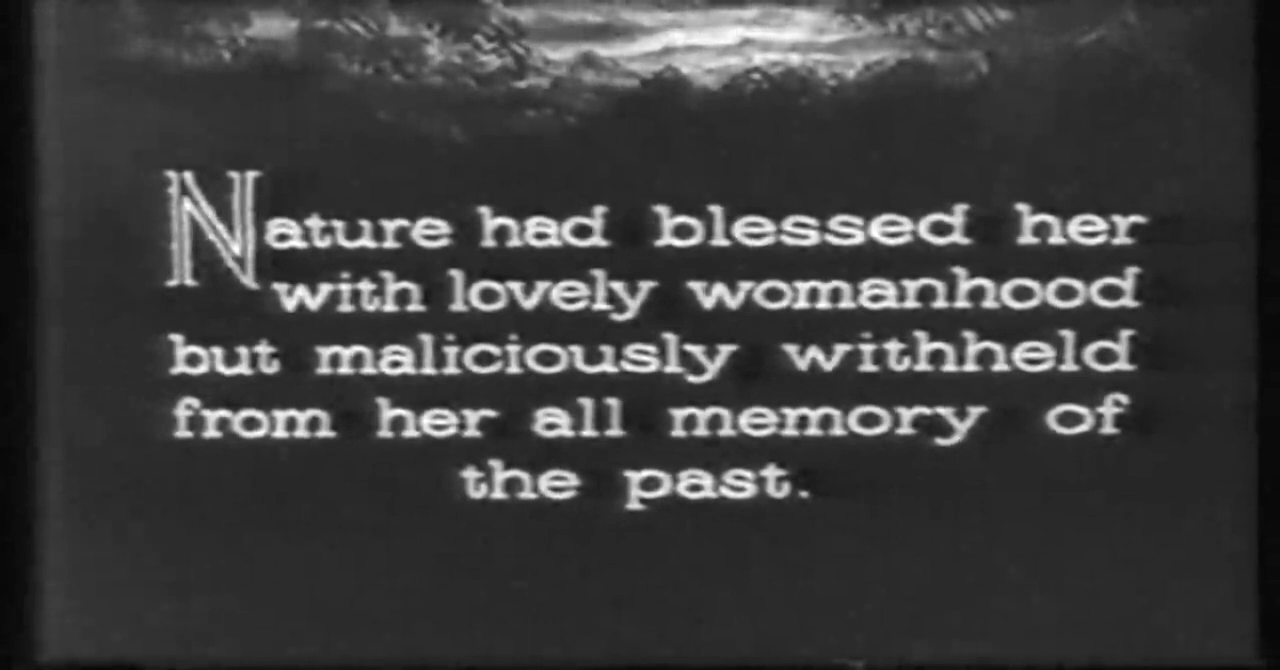 Nature had blessed her
with lovely womanhood
but maliciously withheld
from her all memory of
the past.